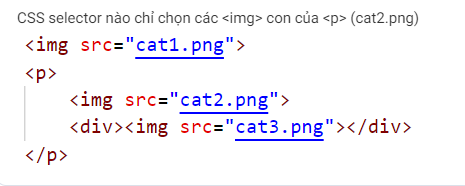 CSS selector nào chỉ chọn các <img> con của <p> (cat2.png)
<img src="cat1.png">
<p>
<img src="cat2.png">
<div><img src="cat3.png"></div>
</p>